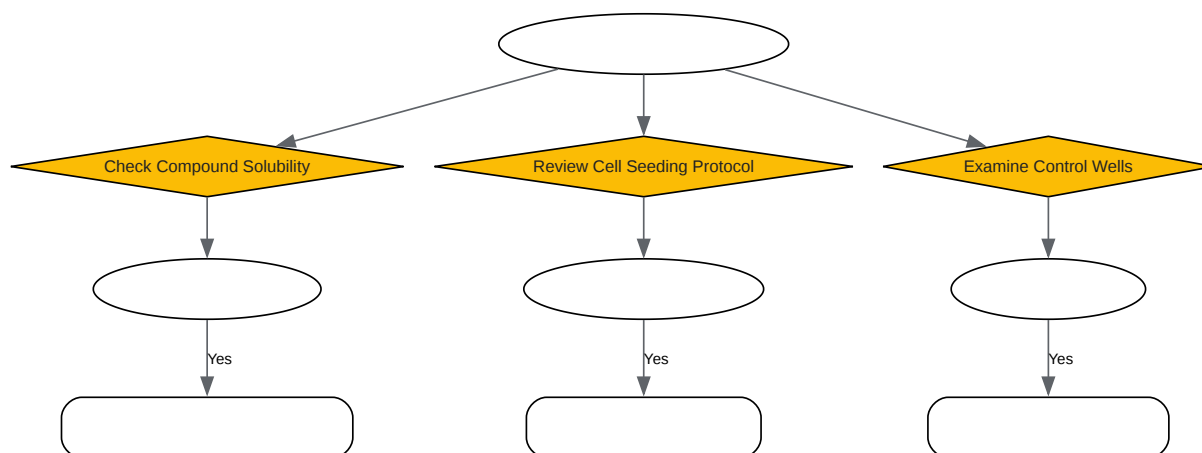 Check Compound Solubility
Review Cell Seeding Protocol
Examine Control Wells
Yes
Yes
Yes